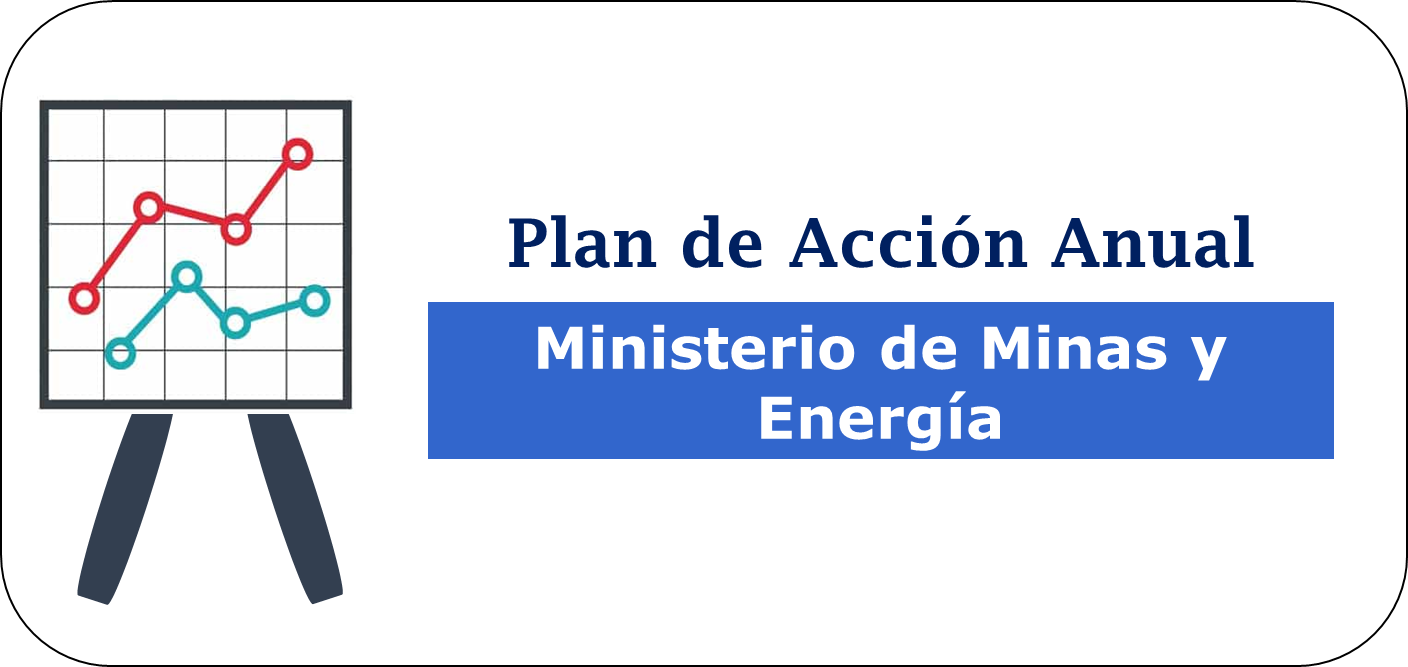 Plan de Acción Anual
Ministerio de Minas y
Energía